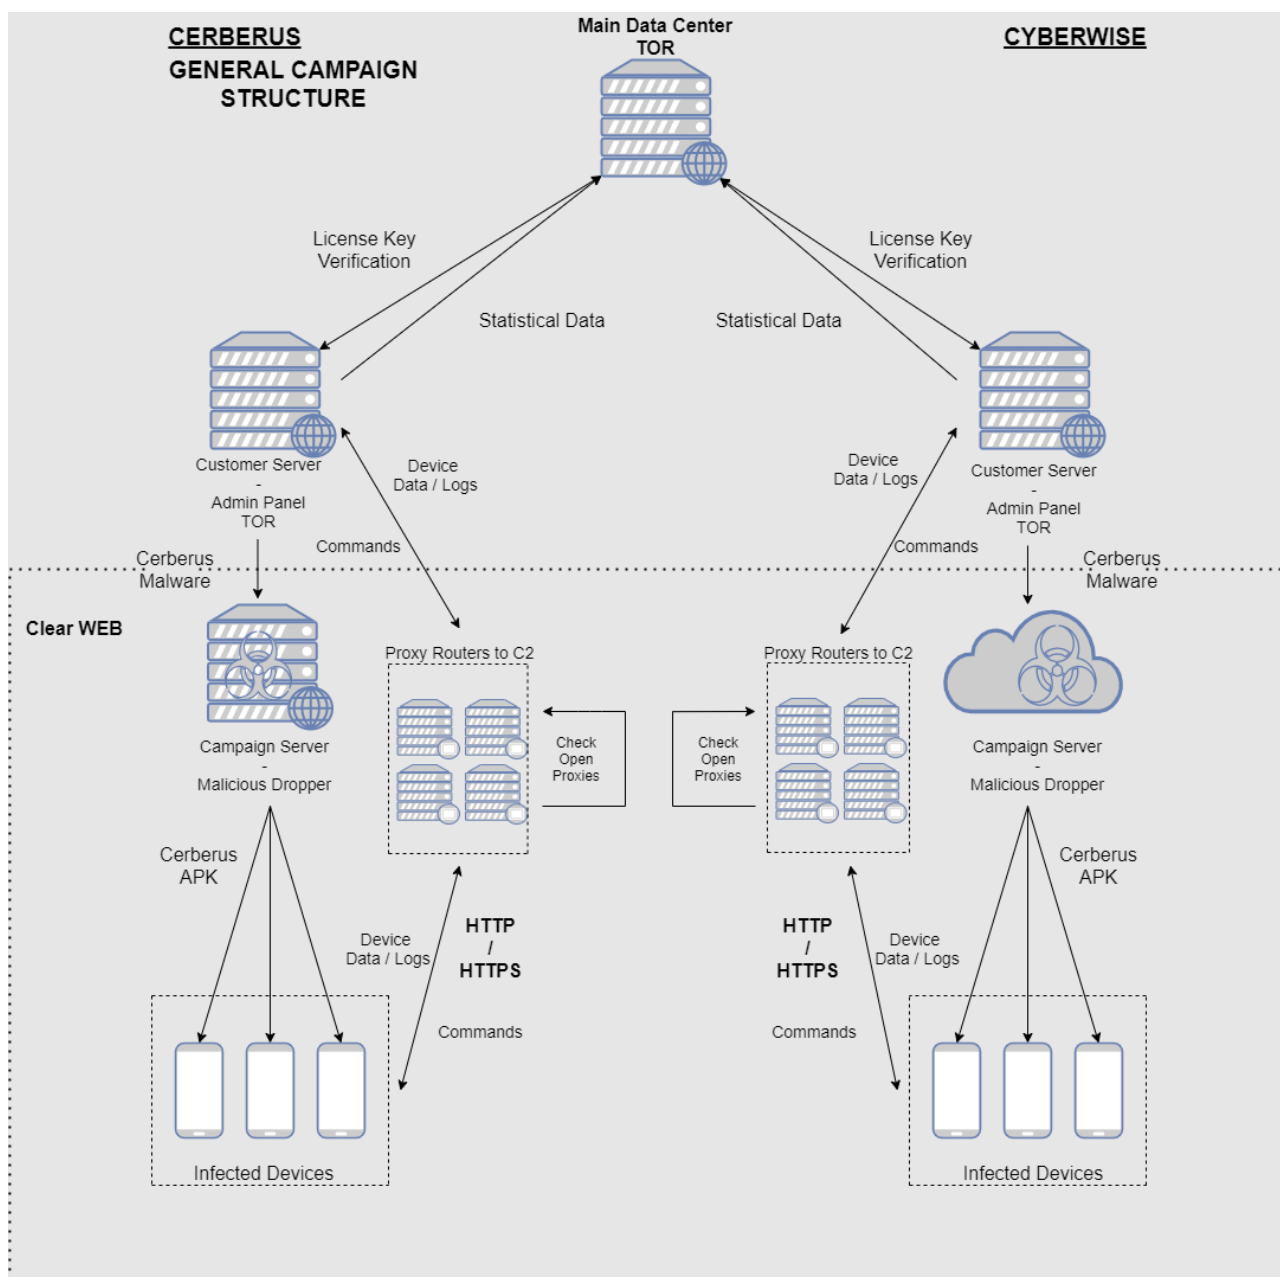 CERBERUS
GENERAL CAMPAIGN
STRUCTURE
Main Data Center
TOR
CYBERWISE
License Key
Verification
License Key
Verification
Statistical Data
Statistical Data
Customer Server
-
Admin Panel
TOR
Device
Data / Logs
Commands
Device
Data / Logs
Commands
Customer Server
-
Admin Panel
TOR
Cerberus
Malware
Cerberus
Malware
Clear WEB
Proxy Routers to C2
Proxy Routers to C2
Check
Open
Proxies
Check
Open
Proxies
Campaign Server
-
Malicious Dropper
Campaign Server
-
Malicious Dropper
Cerberus
APK
Cerberus
APK
Device
Data / Logs
HTTP
/
HTTPS
Commands
HTTP
/
HTTPS
Device
Data / Logs
Commands
Infected Devices
Infected Devices